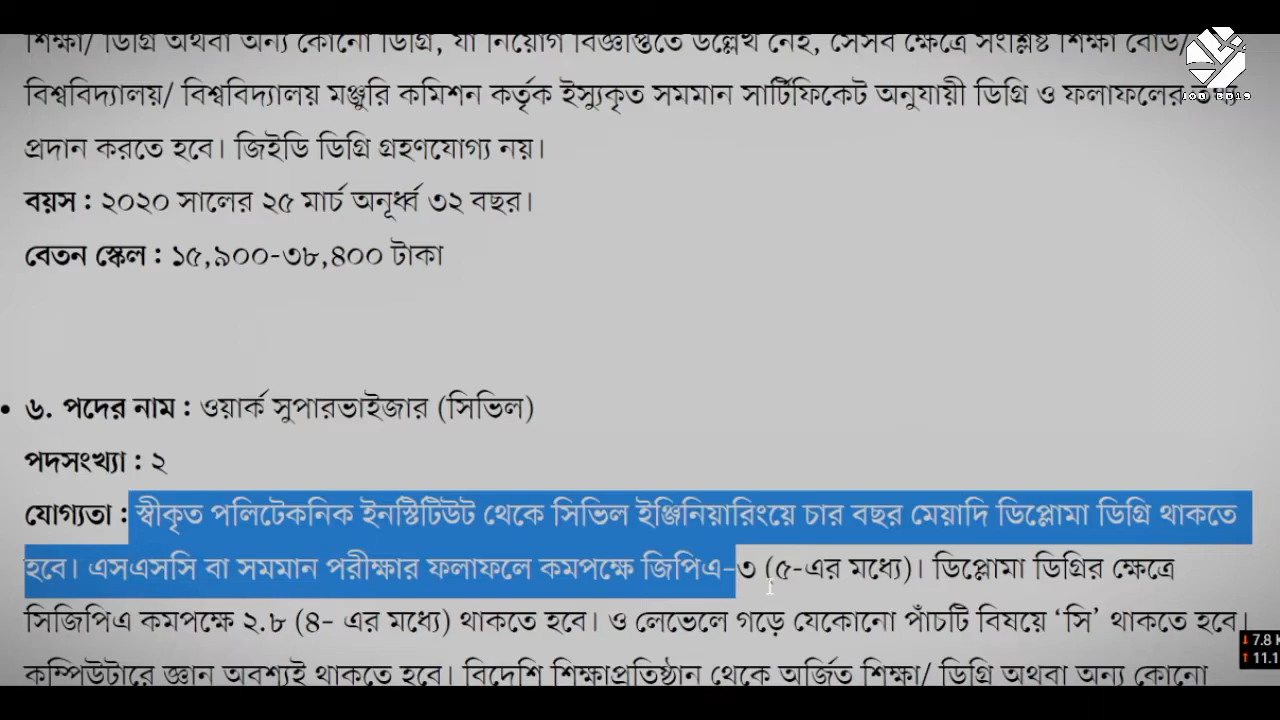 শিক্ষা/ ডিগ্রি অথবা অন্য কোনো ডিগ্রি, যা নিয়োগ বিজ্ঞপ্তিতে উল্লেখ নেই, সেসব ক্ষেত্রে সংশ্লিষ্ট শিক্ষা বোর্ড/
বিশ্ববিদ্যালয়/ বিশ্ববিদ্যালয় মঞ্জুরি কমিশন কর্তৃক ইস্যুকৃত সমমান সার্টিফিকেট অনুযায়ী ডিগ্রি ও ফলাফলের
প্রদান করতে হবে। জিইডি ডিগ্রি গ্রহণযোগ্য নয়।
বয়স : ২০২০ সালের ২৫ মার্চ অনূর্ধ্ব ৩২ বছর।
বেতন স্কেল : ১৫,৯০০-৩৮,৪০০ টাকা
• ৬. পদের নাম : ওয়ার্ক সুপারভাইজার (সিভিল)
পদসংখ্যা : ২
যোগ্যতা : স্বীকৃত পলিটেকনিক ইনস্টিটিউট থেকে সিভিল ইঞ্জিনিয়ারিংয়ে চার বছর মেয়াদি ডিপ্লোমা ডিগ্রি থাকতে
হবে। এসএসসি বা সমমান পরীক্ষার ফলাফলে কমপক্ষে জিপিএ-৩ (৫-এর মধ্যে)। ডিপ্লোমা ডিগ্রির ক্ষেত্রে
সিজিপিএ কমপক্ষে ২.৮ (৪- এর মধ্যে) থাকতে হবে। ও লেভেলে গড়ে যেকোনো পাঁচটি বিষয়ে ‘সি’ থাকতে হবে।
কম্পিউটারে জ্ঞান অবশ্যই থাকতে হবে। বিদেশি শিক্ষাপ্রতিষ্ঠান থেকে অর্জিত শিক্ষা/ ডিগ্রি অথবা অন্য কোনো
7.8
11.1